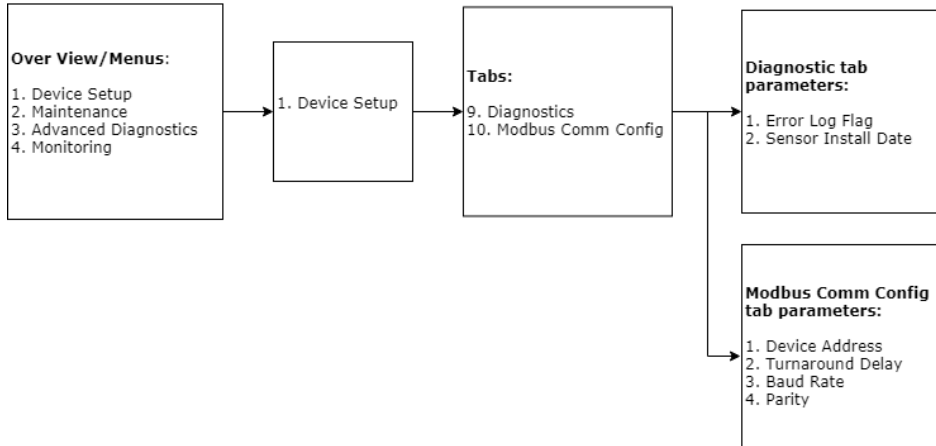 Over View/Menus:
1. Device Setup
2. Maintenance
3. Advanced Diagnostics
4. Monitoring
1. Device Setup
Tabs:
9. Diagnostics
10. Modbus Comm Config
Diagnostic tab
parameters:
1. Error Log Flag
2. Sensor Install Date
Modbus Comm Config
tab parameters:
1. Device Address
2. Turnaround Delay
3. Baud Rate
4. Parity